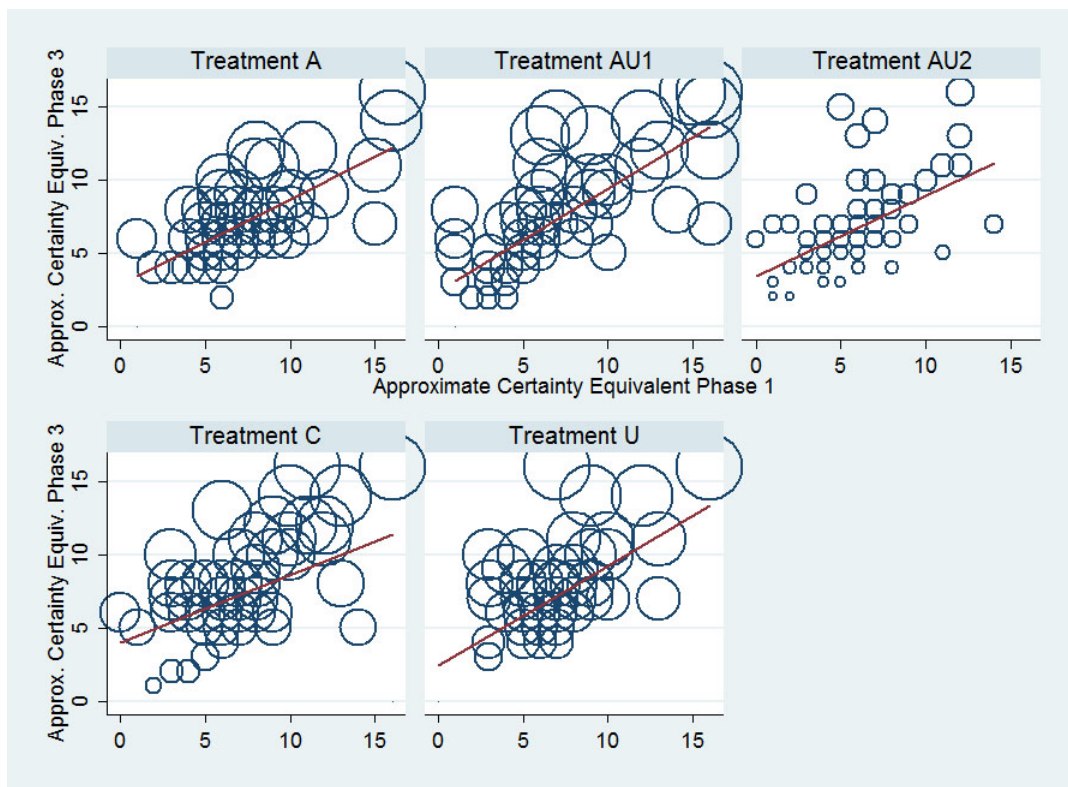 Treatment A
Treatment AU1
Treatment AU2
Approx. Certainty Equiv. Phase 3
15
10
5
0
0 5 10 15
0 5 10 15
0 5 10 15
Approximate Certainty Equivalent Phase 1
Treatment C
Treatment U
Approx. Certainty Equiv. Phase 3
15
10
5
0
0 5 10 15
0 5 10 15